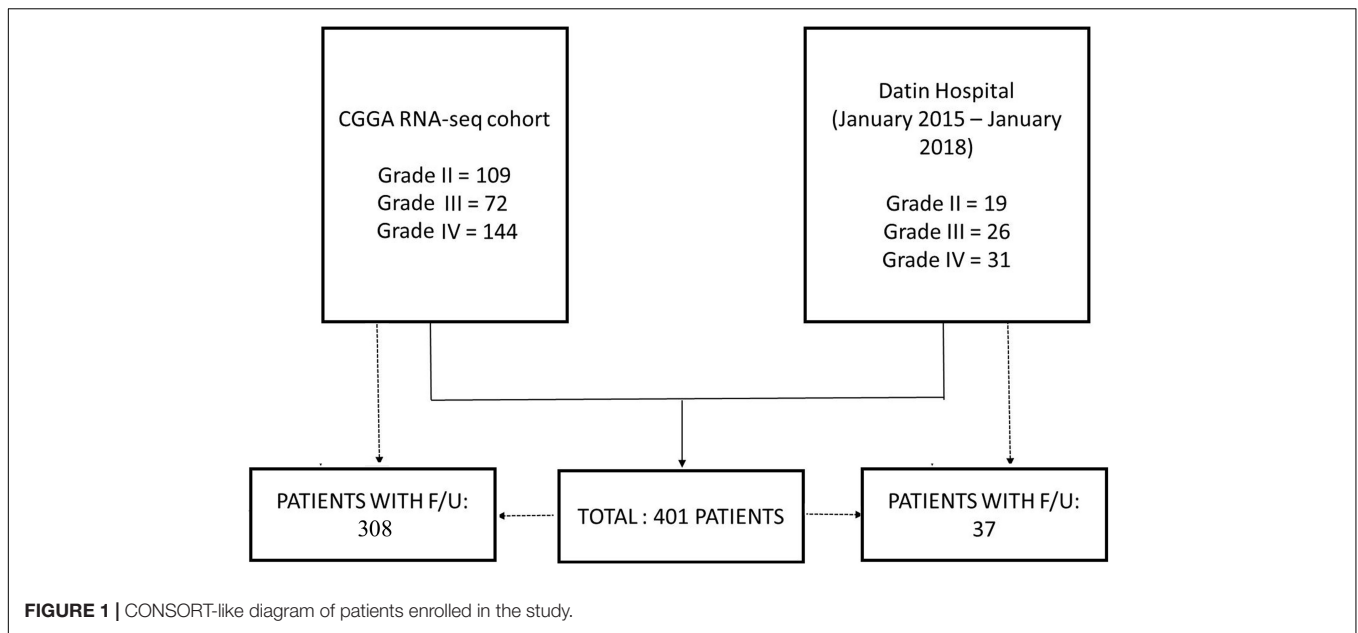 CGGA RNA-seq cohort
Grade II = 109
Grade III = 72
Grade IV = 144
Datin Hospital
(January 2015 – January
2018)
Grade II = 19
Grade III = 26
Grade IV = 31
PATIENTS WITH F/U:
308
TOTAL : 401 PATIENTS
PATIENTS WITH F/U:
37
FIGURE 1 | CONSORT-like diagram of patients enrolled in the study.